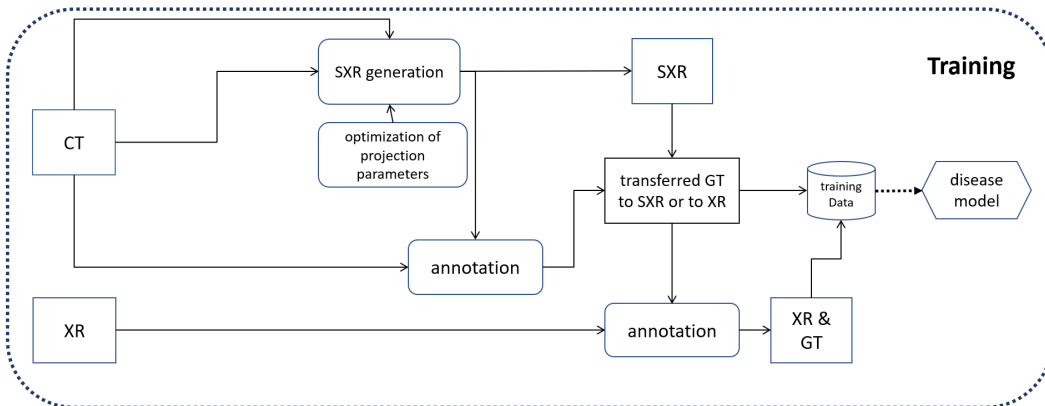 Training
SXR generation
SXR
CT
optimization of
projection
parameters
transferred GT
to SXR or to XR
training
Data
disease
model
annotation
XR
annotation
XR &
GT